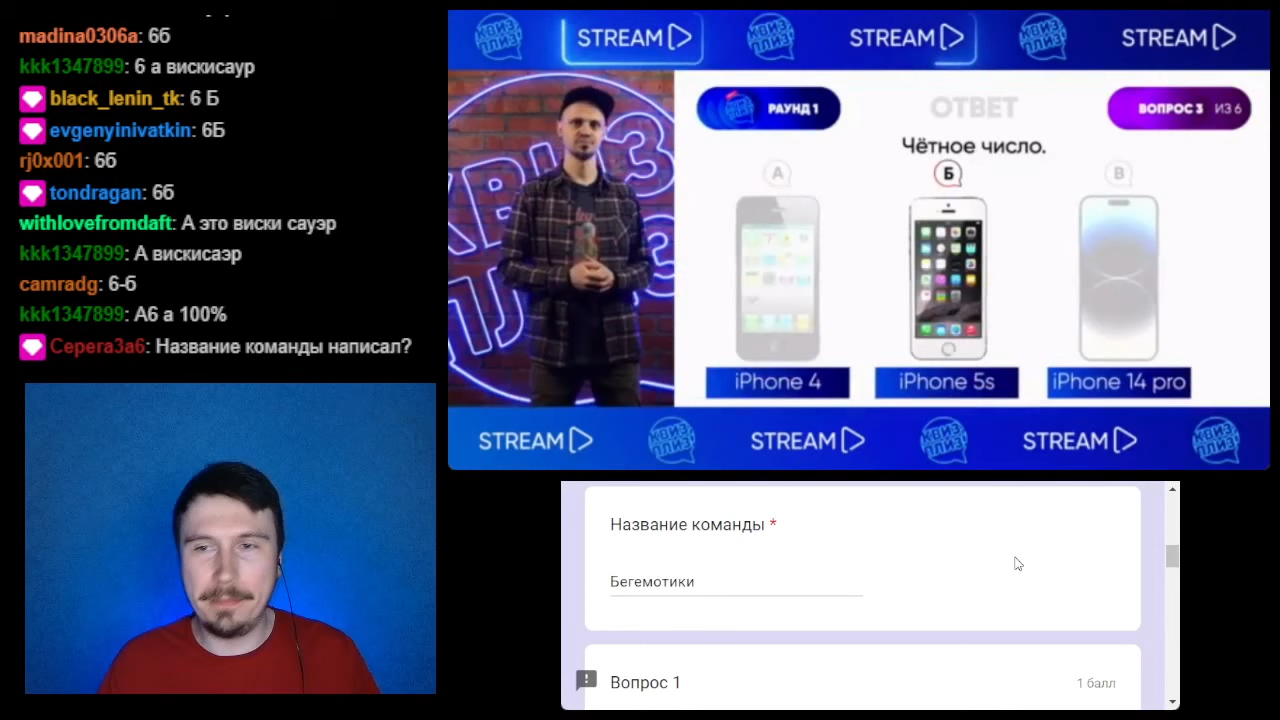 madina0306a: 6б
kkk1347899: 6 а вискисаур
black_lenin_tk: 6 Б
evgenyinivatkin: 6Б
rj0x001: 6б
tondragan: 6б
withlovefromdaft: А это виски сауэр
kkk1347899: А вискисаэр
camradg: 6-б
kkk1347899: А6 а 100%
Cepera3a6: Название команды написал?
STREAM
STREAM
STREAM
РАУНД 1
ОТВЕТ
ВОПРОС 3 ИЗ 6
Чётное число.
А
Б
В
iPhone 4
iPhone 5s
iPhone 14 pro
STREAM
STREAM
STREAM
Название команды *
Бегемотики
Вопрос 1
1 балл